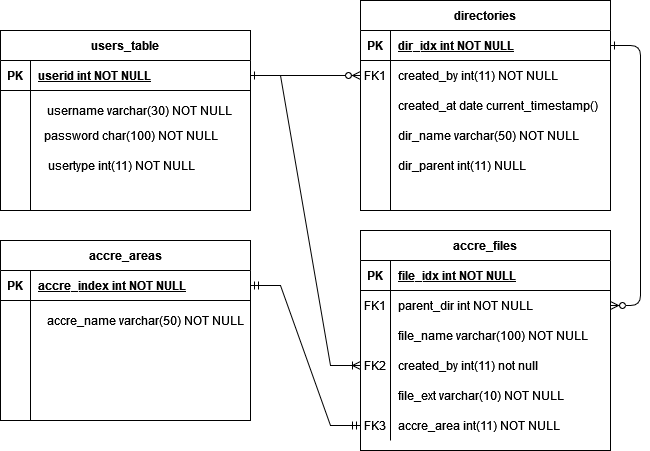 users_table
PK userid int NOT NULL
username varchar(30) NOT NULL
password char(100) NOT NULL
usertype int(11) NOT NULL
directories
PK dir_idx int NOT NULL
FK1 created_by int(11) NOT NULL
created_at date current_timestamp()
dir_name varchar(50) NOT NULL
dir_parent int(11) NULL
accre_areas
PK accre_index int NOT NULL
accre_name varchar(50) NOT NULL
accre_files
PK file_idx int NOT NULL
FK1 parent_dir int NOT NULL
file_name varchar(100) NOT NULL
FK2 created_by int(11) not null
file_ext varchar(10) NOT NULL
FK3 accre_area int(11) NOT NULL